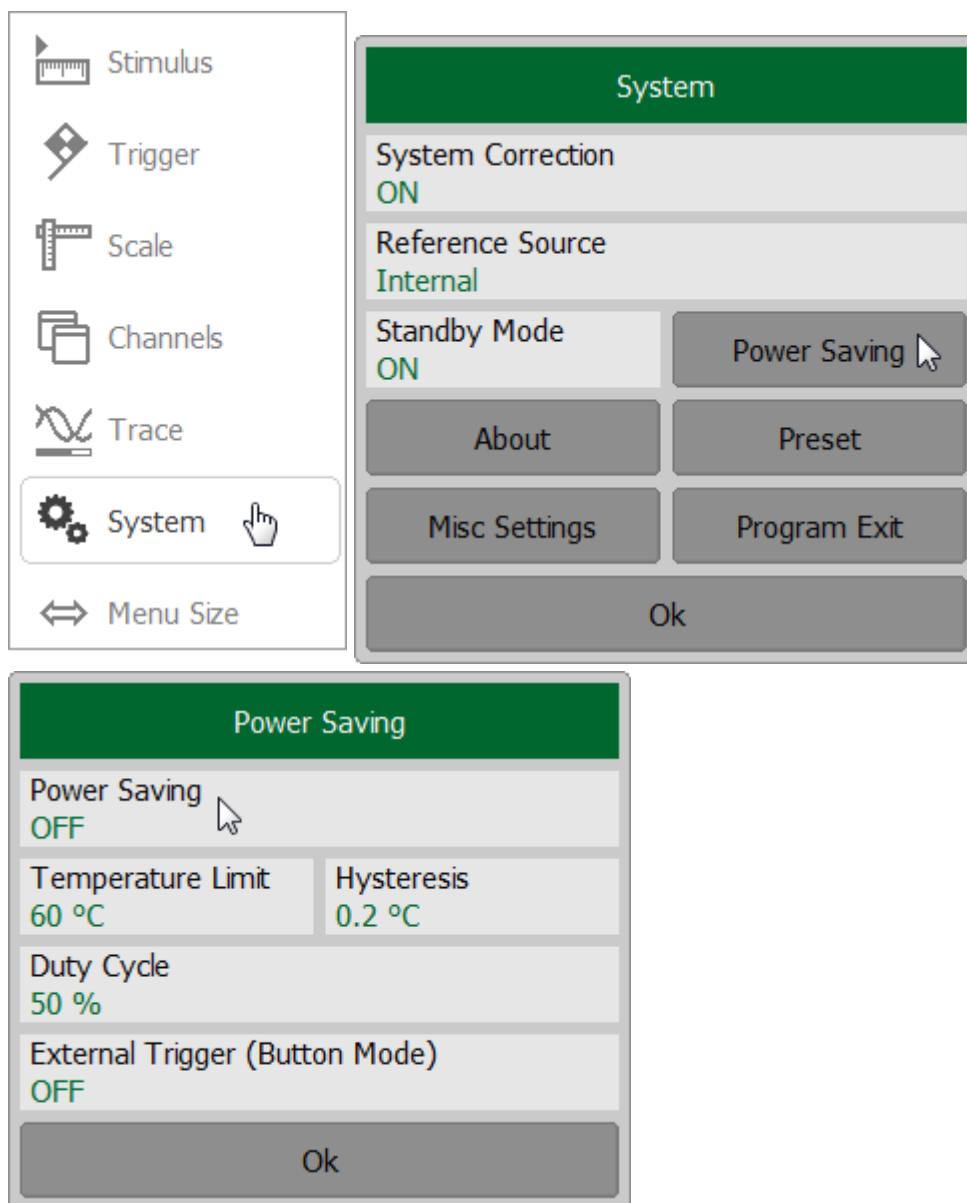 Stimulus
Trigger
Scale
Channels
Trace
System
Menu Size
System
System Correction
ON
Reference Source
Internal
Standby Mode
ON
Power Saving
About
Preset
Misc Settings
Program Exit
Ok
Power Saving
Power Saving
OFF
Temperature Limit
60 ºC
Hysteresis
0.2 ºC
Duty Cycle
50 %
External Trigger (Button Mode)
OFF
Ok